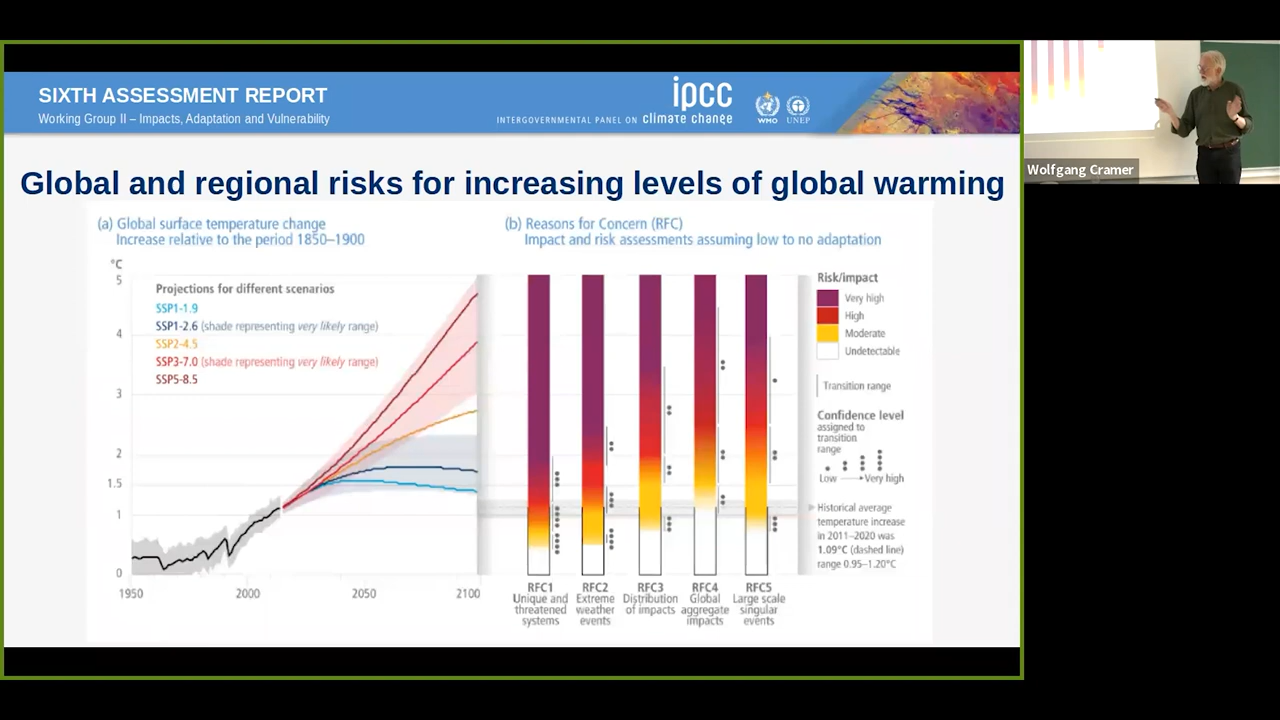 SIXTH ASSESSMENT REPORT
Working Group II – Impacts, Adaptation and Vulnerability
ipcc
INTERGOVERNMENTAL PANEL ON climate change
WMO
UNEP
Wolfgang Cramer
Global and regional risks for increasing levels of global warming
(a) Global surface temperature change
Increase relative to the period 1850–1900
°C
5
4
3
2
1.5
1
0
1950
2000
2050
2100
Projections for different scenarios
SSP1-1.9
SSP1-2.6 (shade representing very likely range)
SSP2-4.5
SSP3-7.0 (shade representing very likely range)
SSP5-8.5
(b) Reasons for Concern (RFC)
Impact and risk assessments assuming low to no adaptation
RFC1
Unique and
threatened
systems
RFC2
Extreme
weather
events
RFC3
Distribution
of impacts
RFC4
Global
aggregate
impacts
RFC5
Large scale
singular
events
Risk/impact
Very high
High
Moderate
Undetectable
Transition range
Confidence level
assigned to
transition
range
Low
Very high
Historical average
temperature increase
in 2011–2020 was
1.09°C (dashed line)
range 0.95–1.20°C